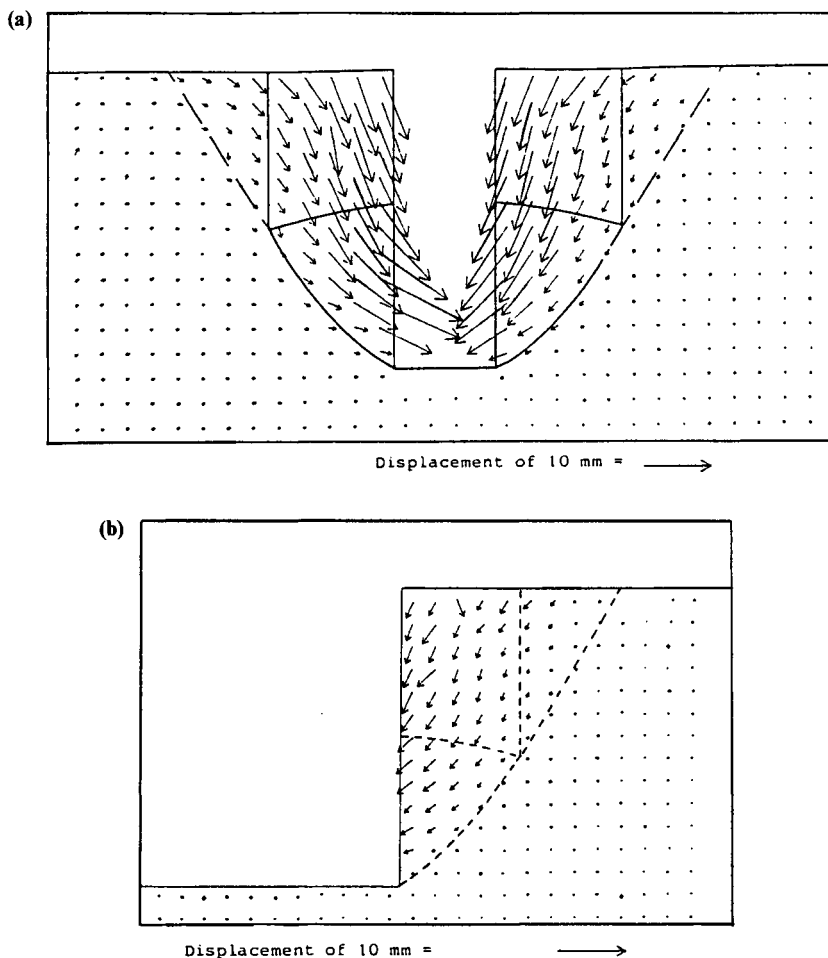 (a)
Displacement of 10 mm =
(b)
Displacement of 10 mm =